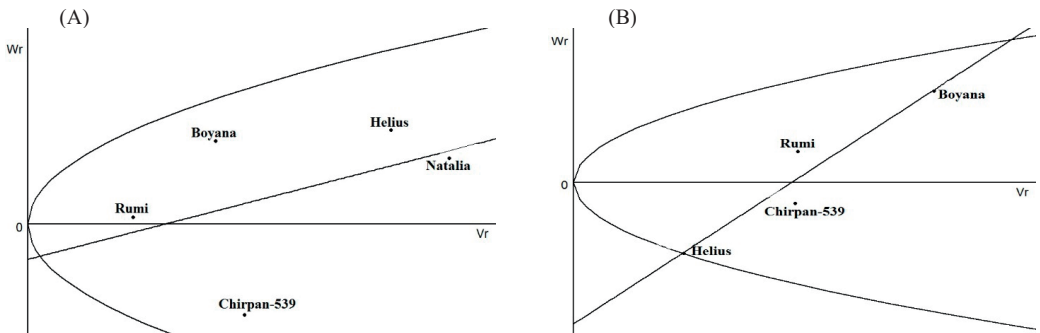 (A)
Wr
Boyana
Helius
Natalia
Rumi
0
Vr
Chirpan-539
(B)
Wr
Boyana
Rumi
0
Vr
Chirpan-539
Helius